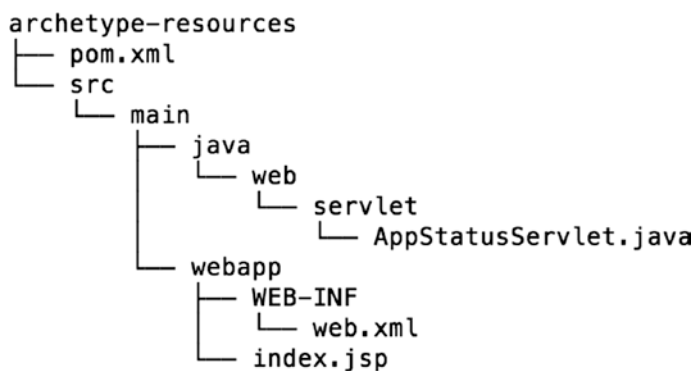 archetype-resources
├── pom.xml
└── src
    └── main
        ├── java
        │   └── web
        │       └── servlet
        │           └── AppStatusServlet.java
        └── webapp
            ├── WEB-INF
            │   └── web.xml
            └── index.jsp